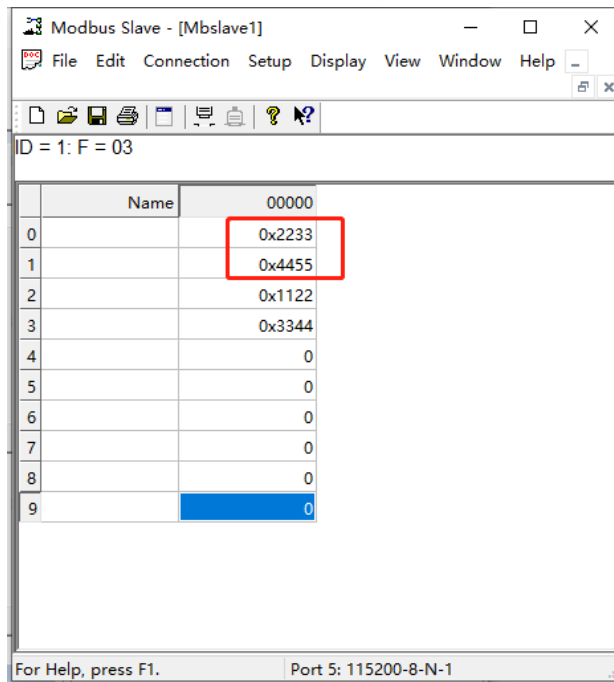 Modbus Slave - [Mbslave1]
File Edit Connection Setup Display View Window Help
ID = 1: F = 03
Name 00000
0 0x2233
1 0x4455
2 0x1122
3 0x3344
4 0
5 0
6 0
7 0
8 0
9 0
For Help, press F1. Port 5: 115200-8-N-1